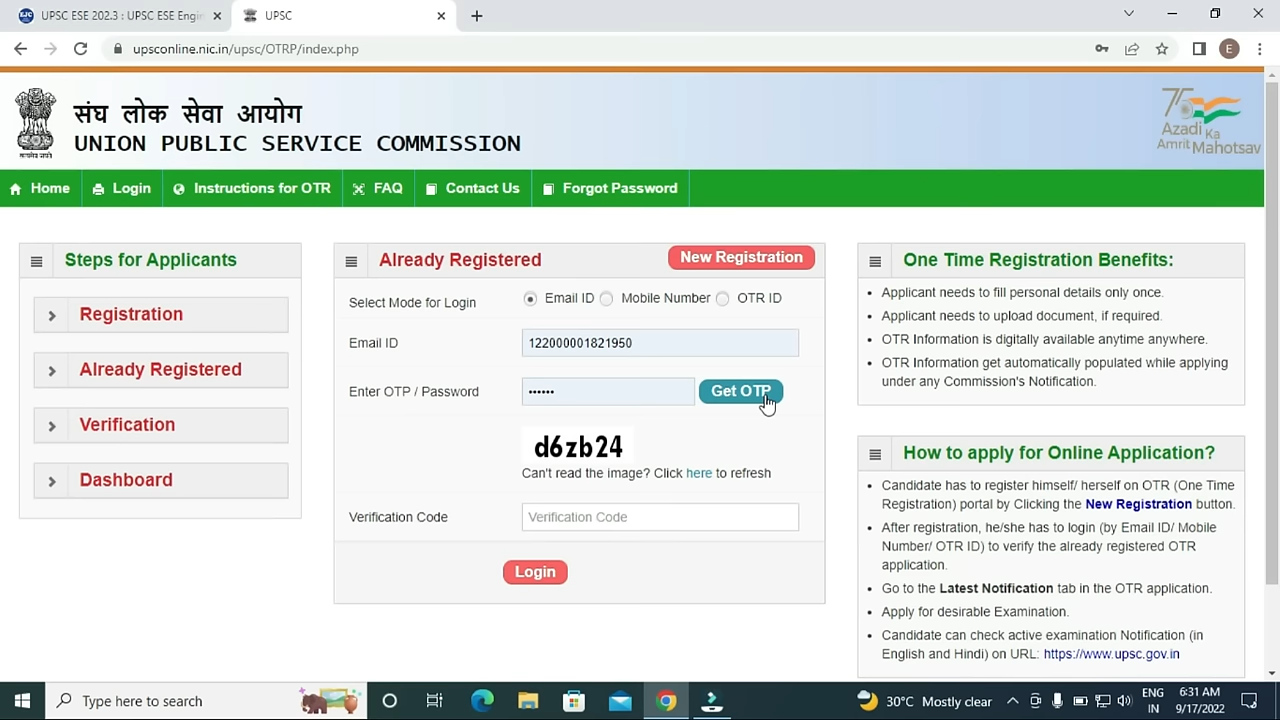 UPSC ESE 202.3 : UPSC ESE Engin
UPSC
upsconline.nic.in/upsc/OTRP/index.php
E
संघ लोक सेवा आयोग
UNION PUBLIC SERVICE COMMISSION
75
Azadi Ka
Amrit Mahotsav
Home
Login
Instructions for OTR
FAQ
Contact Us
Forgot Password
Steps for Applicants
Registration
Already Registered
Verification
Dashboard
Already Registered
New Registration
Select Mode for Login
Email ID
Mobile Number
OTR ID
Email ID
122000001821950
Enter OTP / Password
••••••
Get OTP
d6zb24
Can't read the image? Click here to refresh
Verification Code
Verification Code
Login
One Time Registration Benefits:
Applicant needs to fill personal details only once.
Applicant needs to upload document, if required.
OTR Information is digitally available anytime anywhere.
OTR Information get automatically populated while applying
under any Commission's Notification.
How to apply for Online Application?
Candidate has to register himself/ herself on OTR (One Time
Registration) portal by Clicking the New Registration button.
After registration, he/she has to login (by Email ID/ Mobile
Number/ OTR ID) to verify the already registered OTR
application.
Go to the Latest Notification tab in the OTR application.
Apply for desirable Examination.
Candidate can check active examination Notification (in
English and Hindi) on URL: https://www.upsc.gov.in
Type here to search
30°C Mostly clear
ENG
IN
6:31 AM
9/17/2022